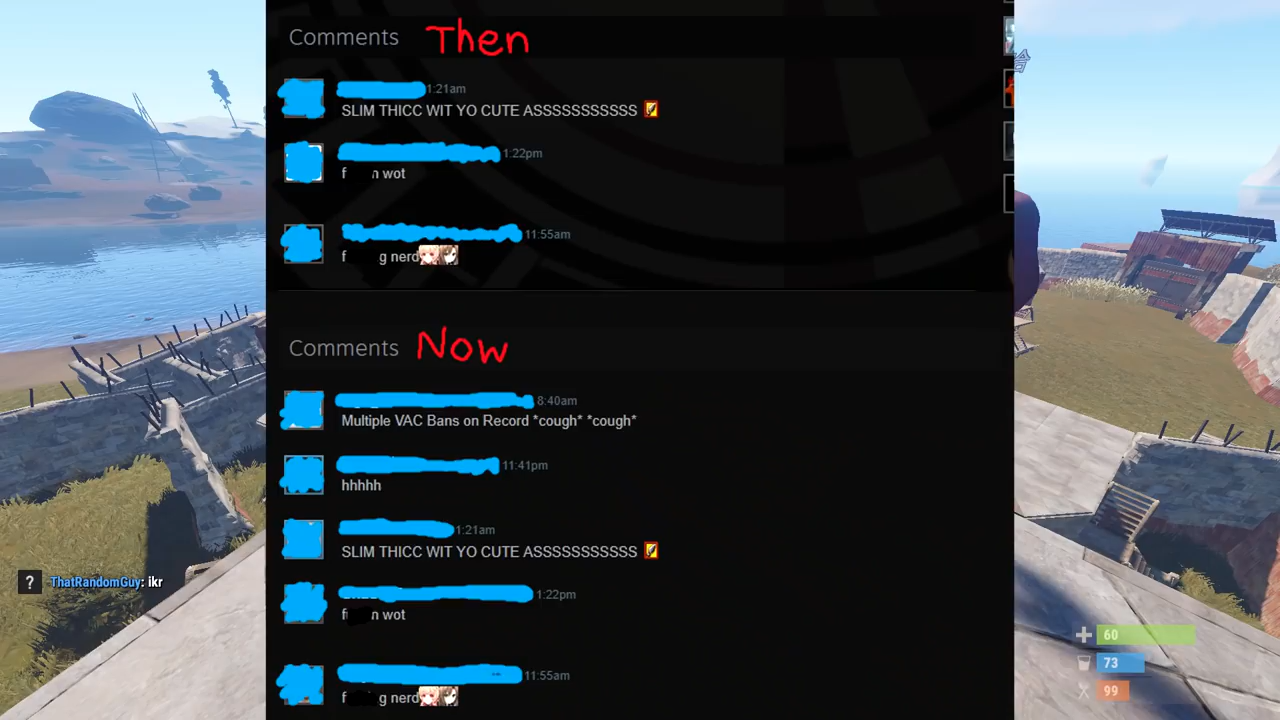 Comments Then
1:21am
SLIM THICC WIT YO CUTE ASSSSSSSSSSS
1:22pm
f n wot
11:55am
f g nerd
Comments Now
8:40am
Multiple VAC Bans on Record *cough* *cough*
11:41pm
hhhhh
1:21am
SLIM THICC WIT YO CUTE ASSSSSSSSSSS
1:22pm
f n wot
11:55am
f g nerd
? ThatRandomGuy: ikr
60
73
99